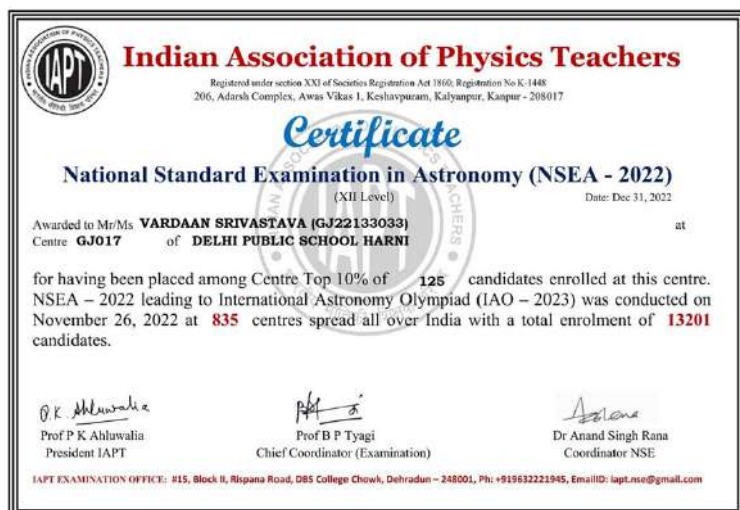 Indian Association of Physics Teachers
Registered under section XXI of Societies Registration Act 1860; Registration No K-1448
206, Adarsh Complex, Awas Vikas 1, Keshavpuram, Kalyanpur, Kanpur - 208017
Certificate
National Standard Examination in Astronomy (NSEA - 2022)
(XII Level)
Date: Dec 31, 2022
Awarded to Mr/Ms VARDAAN SRIVASTAVA (GJ22133033) at
Centre GJ017 of DELHI PUBLIC SCHOOL HARNI
for having been placed among Centre Top 10% of 125 candidates enrolled at this centre.
NSEA – 2022 leading to International Astronomy Olympiad (IAO – 2023) was conducted on
November 26, 2022 at 835 centres spread all over India with a total enrolment of 13201
candidates.
P.K. Ahluwalia
Prof P K Ahluwalia
President IAPT
Prof B P Tyagi
Chief Coordinator (Examination)
Dr Anand Singh Rana
Coordinator NSE
IAPT EXAMINATION OFFICE: #15, Block II, Rispana Road, DBS College Chowk, Dehradun – 248001, Ph: +919632221945, EmailID: iapt.nse@gmail.com
INDIAN ASSOCIATION OF PHYSICS TEACHERS
IAPT